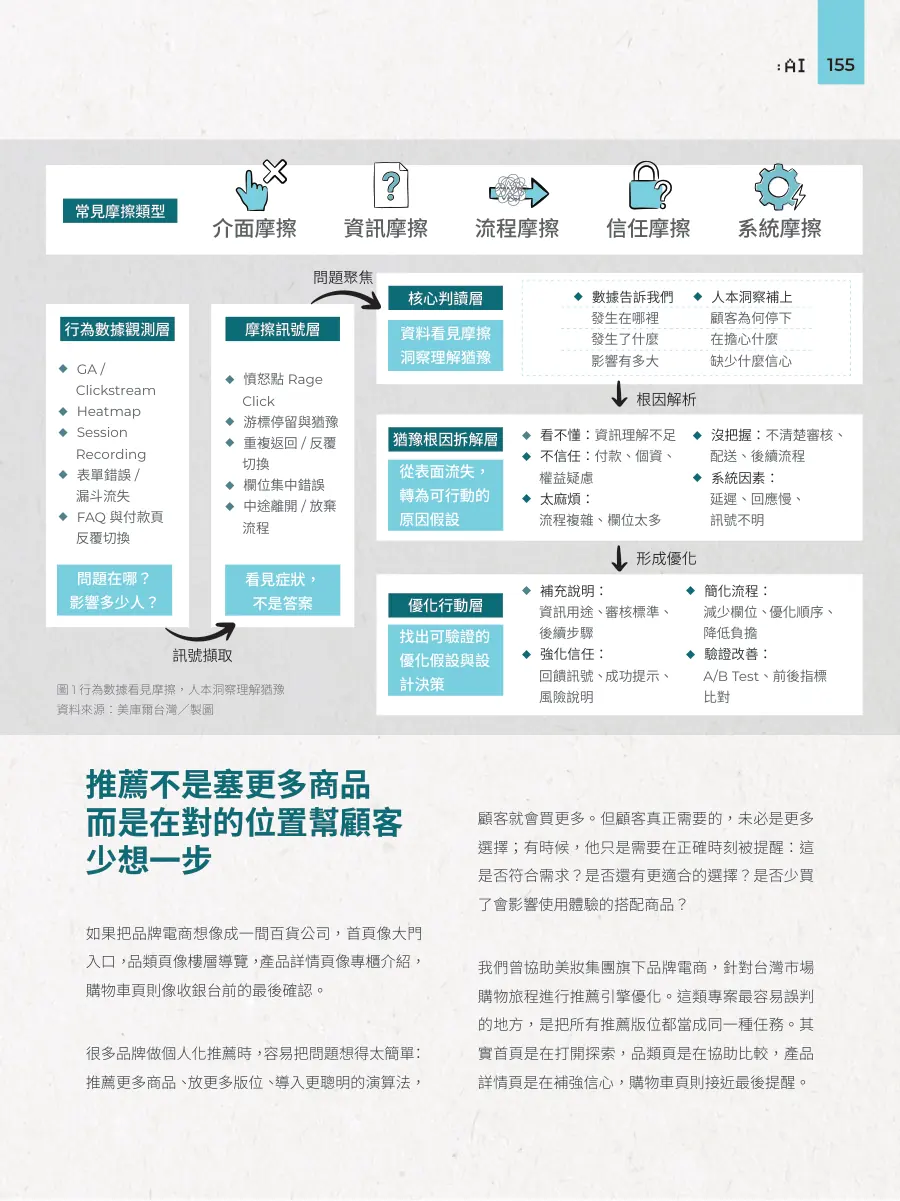 :AI 155
常見摩擦類型
介面摩擦
資訊摩擦
流程摩擦
信任摩擦
系統摩擦
行為數據觀測層
◆ GA /
Clickstream
◆ Heatmap
◆ Session
Recording
◆ 表單錯誤 /
漏斗流失
◆ FAQ 與付款頁
反覆切換
問題在哪？
影響多少人？
訊號擷取
摩擦訊號層
◆ 憤怒點 Rage
Click
◆ 游標停留與猶豫
◆ 重複返回 / 反覆
切換
◆ 欄位集中錯誤
◆ 中途離開 / 放棄
流程
看見症狀，
不是答案
問題聚焦
核心判讀層
資料看見摩擦
洞察理解猶豫
◆ 數據告訴我們
發生在哪裡
發生了什麼
影響有多大
◆ 人本洞察補上
顧客為何停下
在擔心什麼
缺少什麼信心
根因解析
猶豫根因拆解層
從表面流失，
轉為可行動的
原因假設
◆ 看不懂：資訊理解不足
◆ 不信任：付款、個資、
權益疑慮
◆ 太麻煩：
流程複雜、欄位太多
◆ 沒把握：不清楚審核、
配送、後續流程
◆ 系統因素：
延遲、回應慢、
訊號不明
形成優化
優化行動層
找出可驗證的
優化假設與設
計決策
◆ 補充說明：
資訊用途、審核標準、
後續步驟
◆ 強化信任：
回饋訊號、成功提示、
風險說明
◆ 簡化流程：
減少欄位、優化順序、
降低負擔
◆ 驗證改善：
A/B Test、前後指標
比對
圖 1 行為數據看見摩擦，人本洞察理解猶豫
資料來源：美庫爾台灣／製圖
推薦不是塞更多商品
而是在對的位置幫顧客
少想一步
如果把品牌電商想像成一間百貨公司，首頁像大門
入口，品類頁像樓層導覽，產品詳情頁像專櫃介紹，
購物車頁則像收銀台前的最後確認。
很多品牌做個人化推薦時，容易把問題想得太簡單：
推薦更多商品、放更多版位、導入更聰明的演算法，
顧客就會買更多。但顧客真正需要的，未必是更多
選擇；有時候，他只是需要在正確時刻被提醒：這
是否符合需求？是否還有更適合的選擇？是否少買
了會影響使用體驗的搭配商品？
我們曾協助美妝集團旗下品牌電商，針對台灣市場
購物旅程進行推薦引擎優化。這類專案最容易誤判
的地方，是把所有推薦版位都當成同一種任務。其
實首頁是在打開探索，品類頁是在協助比較，產品
詳情頁是在補強信心，購物車頁則接近最後提醒。